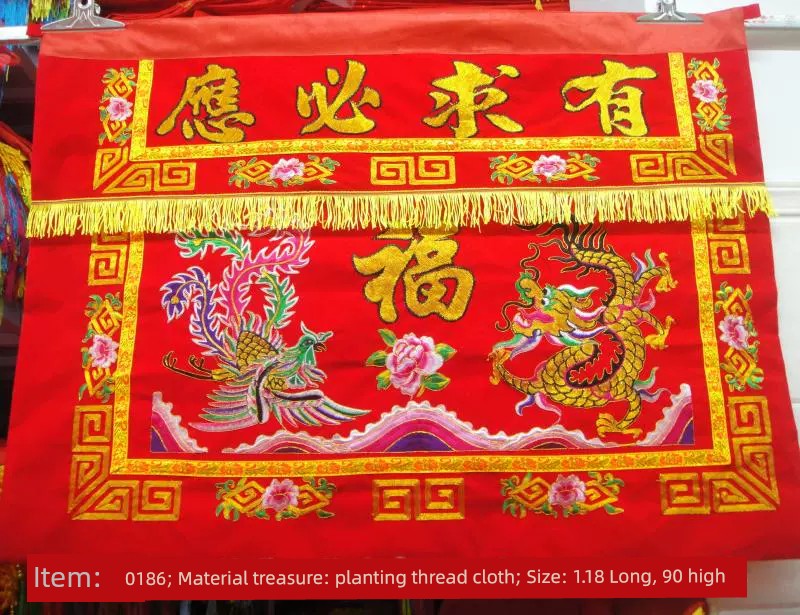 有求必應
福
Item: 0186; Material treasure: planting thread cloth; Size: 1.18 Long, 90 high